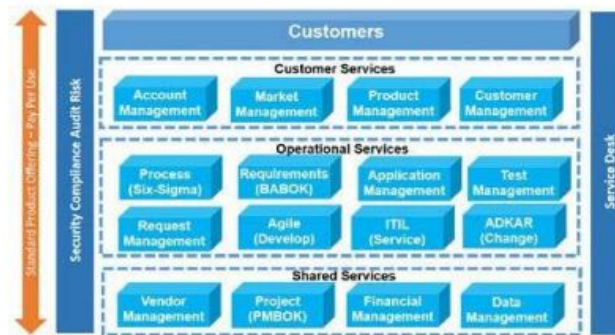 Customers
Standard Product Offering – Pay Per Use
Security Compliance Audit Risk
Service Desk
Customer Services
Account
Management
Market
Management
Product
Management
Customer
Management
Operational Services
Process
(Six-Sigma)
Requirements
(BABOK)
Application
Management
Test
Management
Request
Management
Agile
(Develop)
ITIL
(Service)
ADKAR
(Change)
Shared Services
Vendor
Management
Project
(PMBOK)
Financial
Management
Data
Management